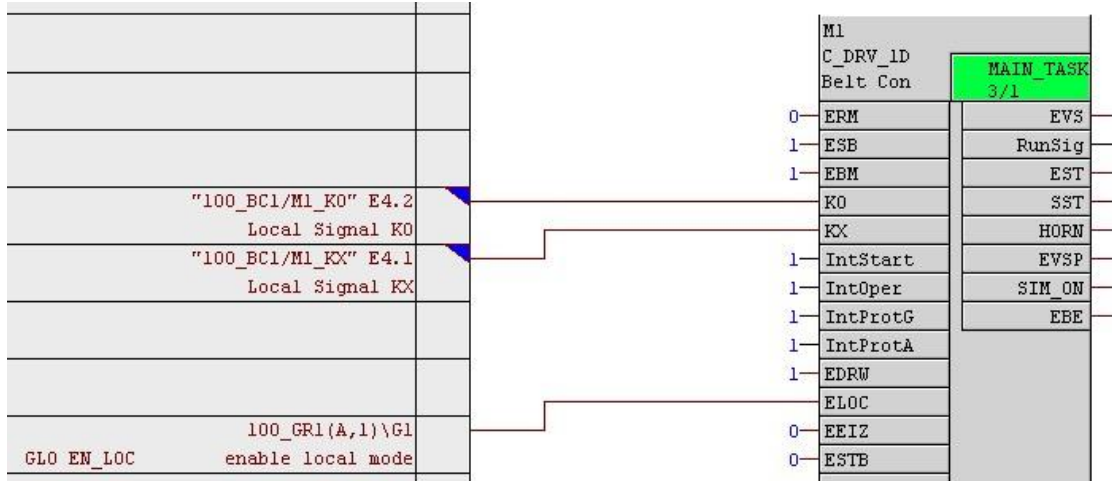 M1
C_DRV_1D
Belt Con
MAIN_TASK
3/1
0 ERM EVS
1 ESB RunSig
1 EBM EST
"100_BC1/M1_K0" E4.2 K0 SST
Local Signal K0 KX HORN
"100_BC1/M1_KX" E4.1 1 IntStart EVSP
Local Signal KX 1 IntOper SIM_ON
1 IntProtG EBE
1 IntProtA
1 EDRW
ELOC
100_GR1(A,1)\G1 0 EEIZ
GLO EN_LOC enable local mode 0 ESTB